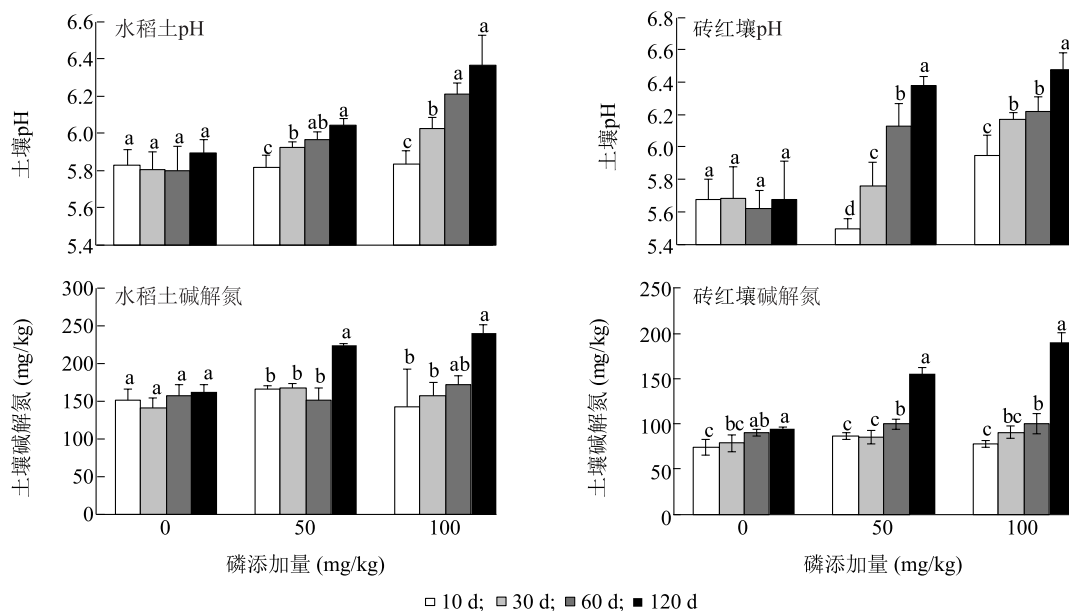 水稻土pH
土壤pH
6.6
6.4
6.2
6.0
5.8
5.6
5.4
a a a a
c b ab a
c b a a
砖红壤pH
土壤pH
6.8
6.6
6.4
6.2
6.0
5.8
5.6
5.4
a a a a
d c b a
c b b a
水稻土碱解氮
土壤碱解氮 (mg/kg)
300
250
200
150
100
50
0
a a a a
b b b a
b b ab a
0 50 100
磷添加量 (mg/kg)
砖红壤碱解氮
土壤碱解氮 (mg/kg)
250
200
150
100
50
0
c bc ab a
c c b a
c bc b a
0 50 100
磷添加量 (mg/kg)
10 d; 30 d; 60 d; 120 d